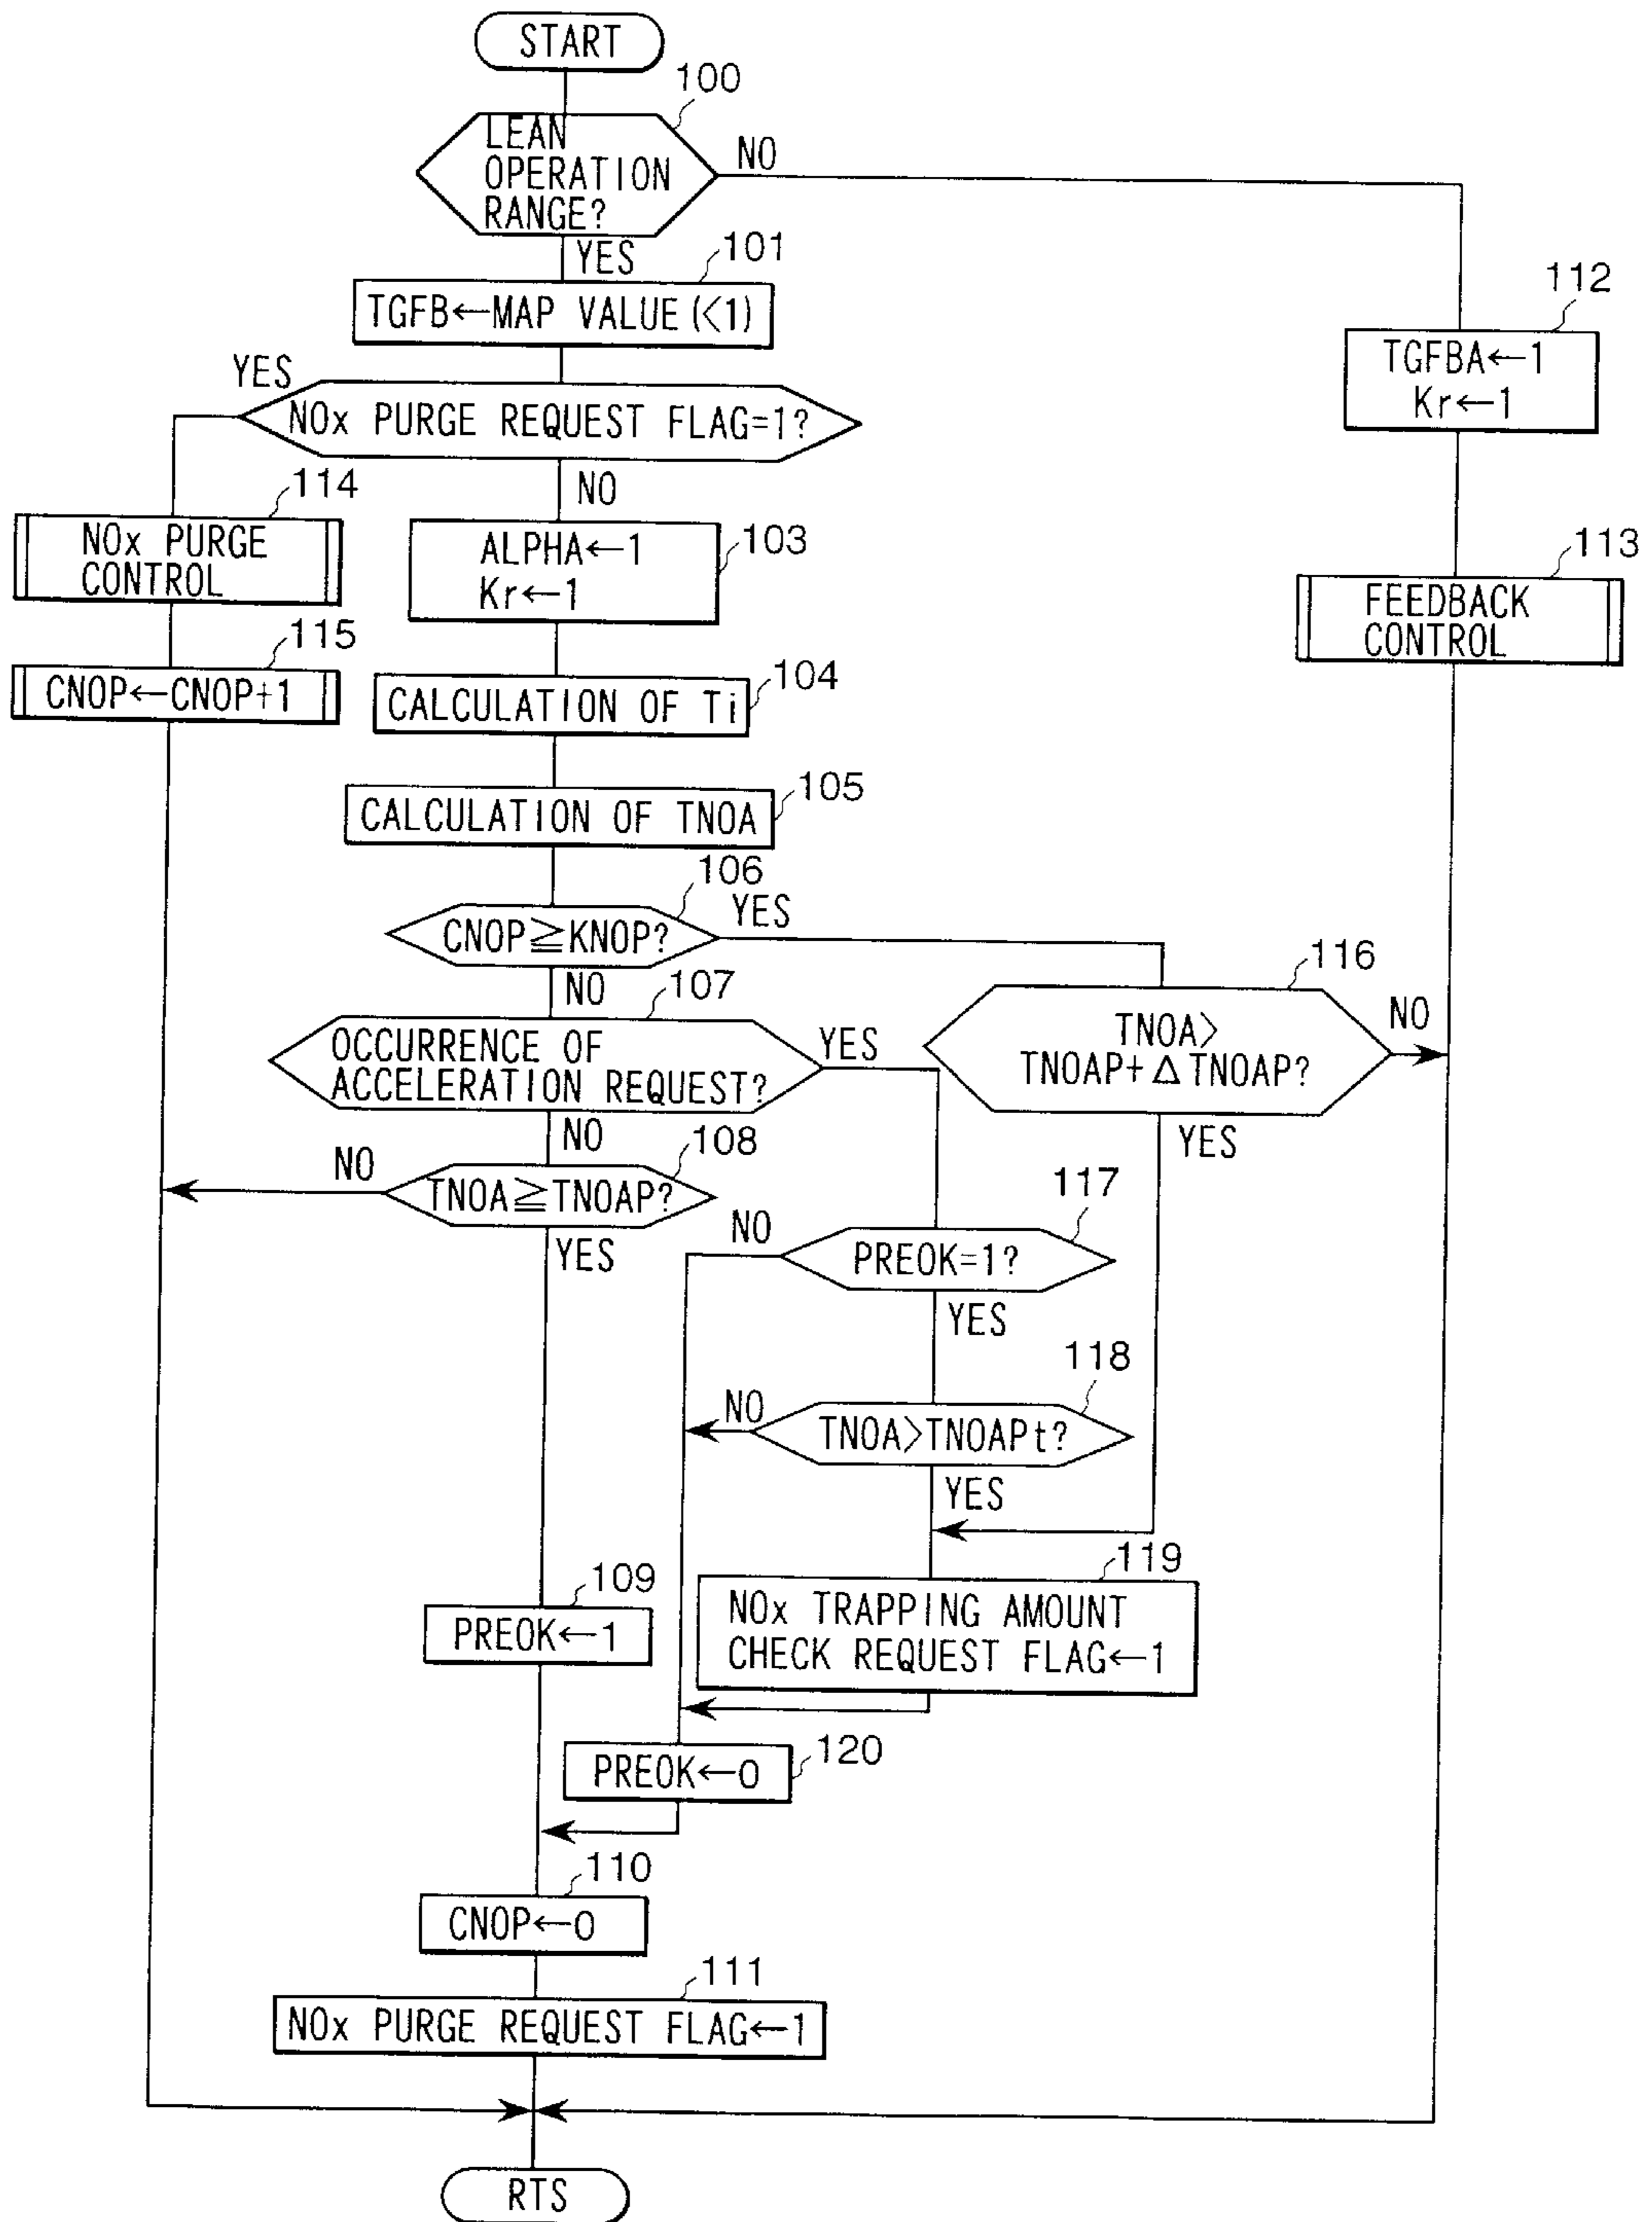 START
100
LEAN
OPERATION
RANGE?
NO
YES
101
TGFB←MAP VALUE(<1)
112
TGFBA←1
Kr←1
YES
NOx PURGE REQUEST FLAG=1?
NO
114
NOx PURGE
CONTROL
ALPHA←1
Kr←1
103
113
FEEDBACK
CONTROL
115
CNOP←CNOP+1
104
CALCULATION OF Ti
105
CALCULATION OF TNOA
106
CNOP≧KNOP?
YES
NO
107
116
OCCURRENCE OF
ACCELERATION REQUEST?
YES
TNOA>
TNOAP+△TNOAP?
NO
NO
YES
108
NO
TNOA≧TNOAP?
YES
117
NO
PREOK=1?
YES
118
NO
TNOA>TNOAPt?
YES
119
NOx TRAPPING AMOUNT
CHECK REQUEST FLAG←1
109
PREOK←1
120
PREOK←0
110
CNOP←0
111
NOx PURGE REQUEST FLAG←1
RTS